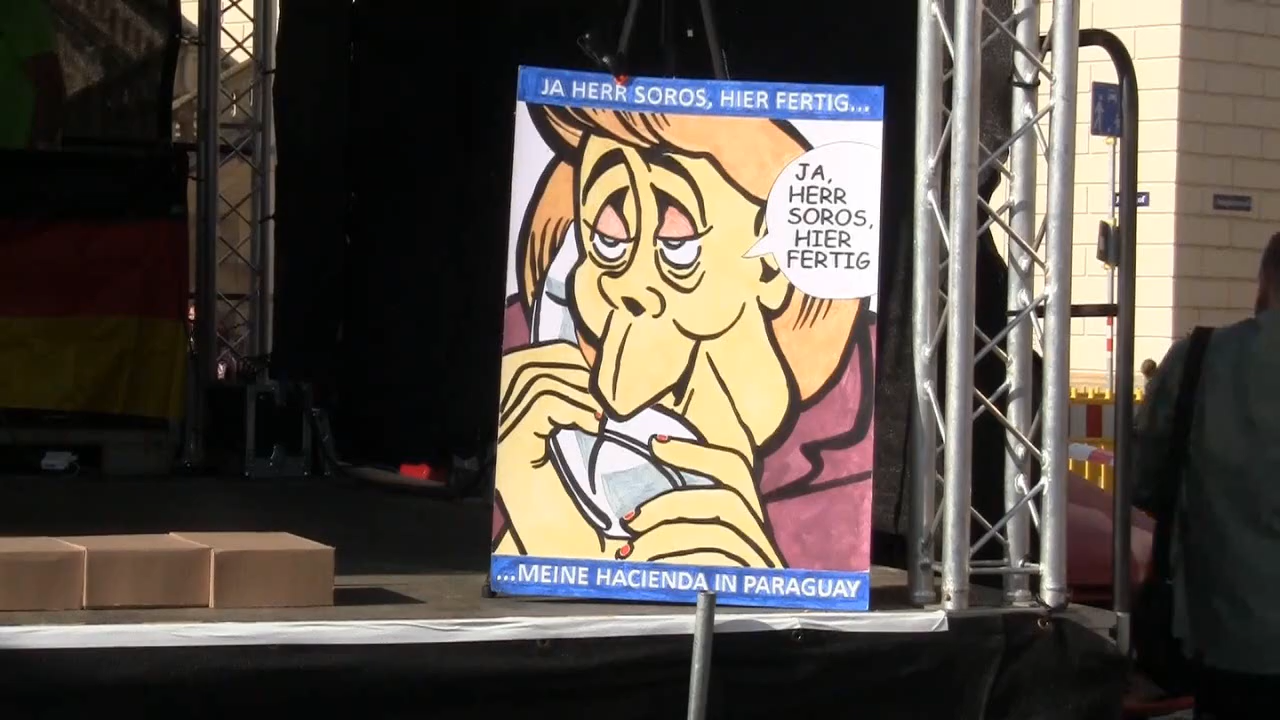 JA HERR SOROS, HIER FERTIG...
JA,
HERR
SOROS,
HIER
FERTIG
...MEINE HACIENDA IN PARAGUAY